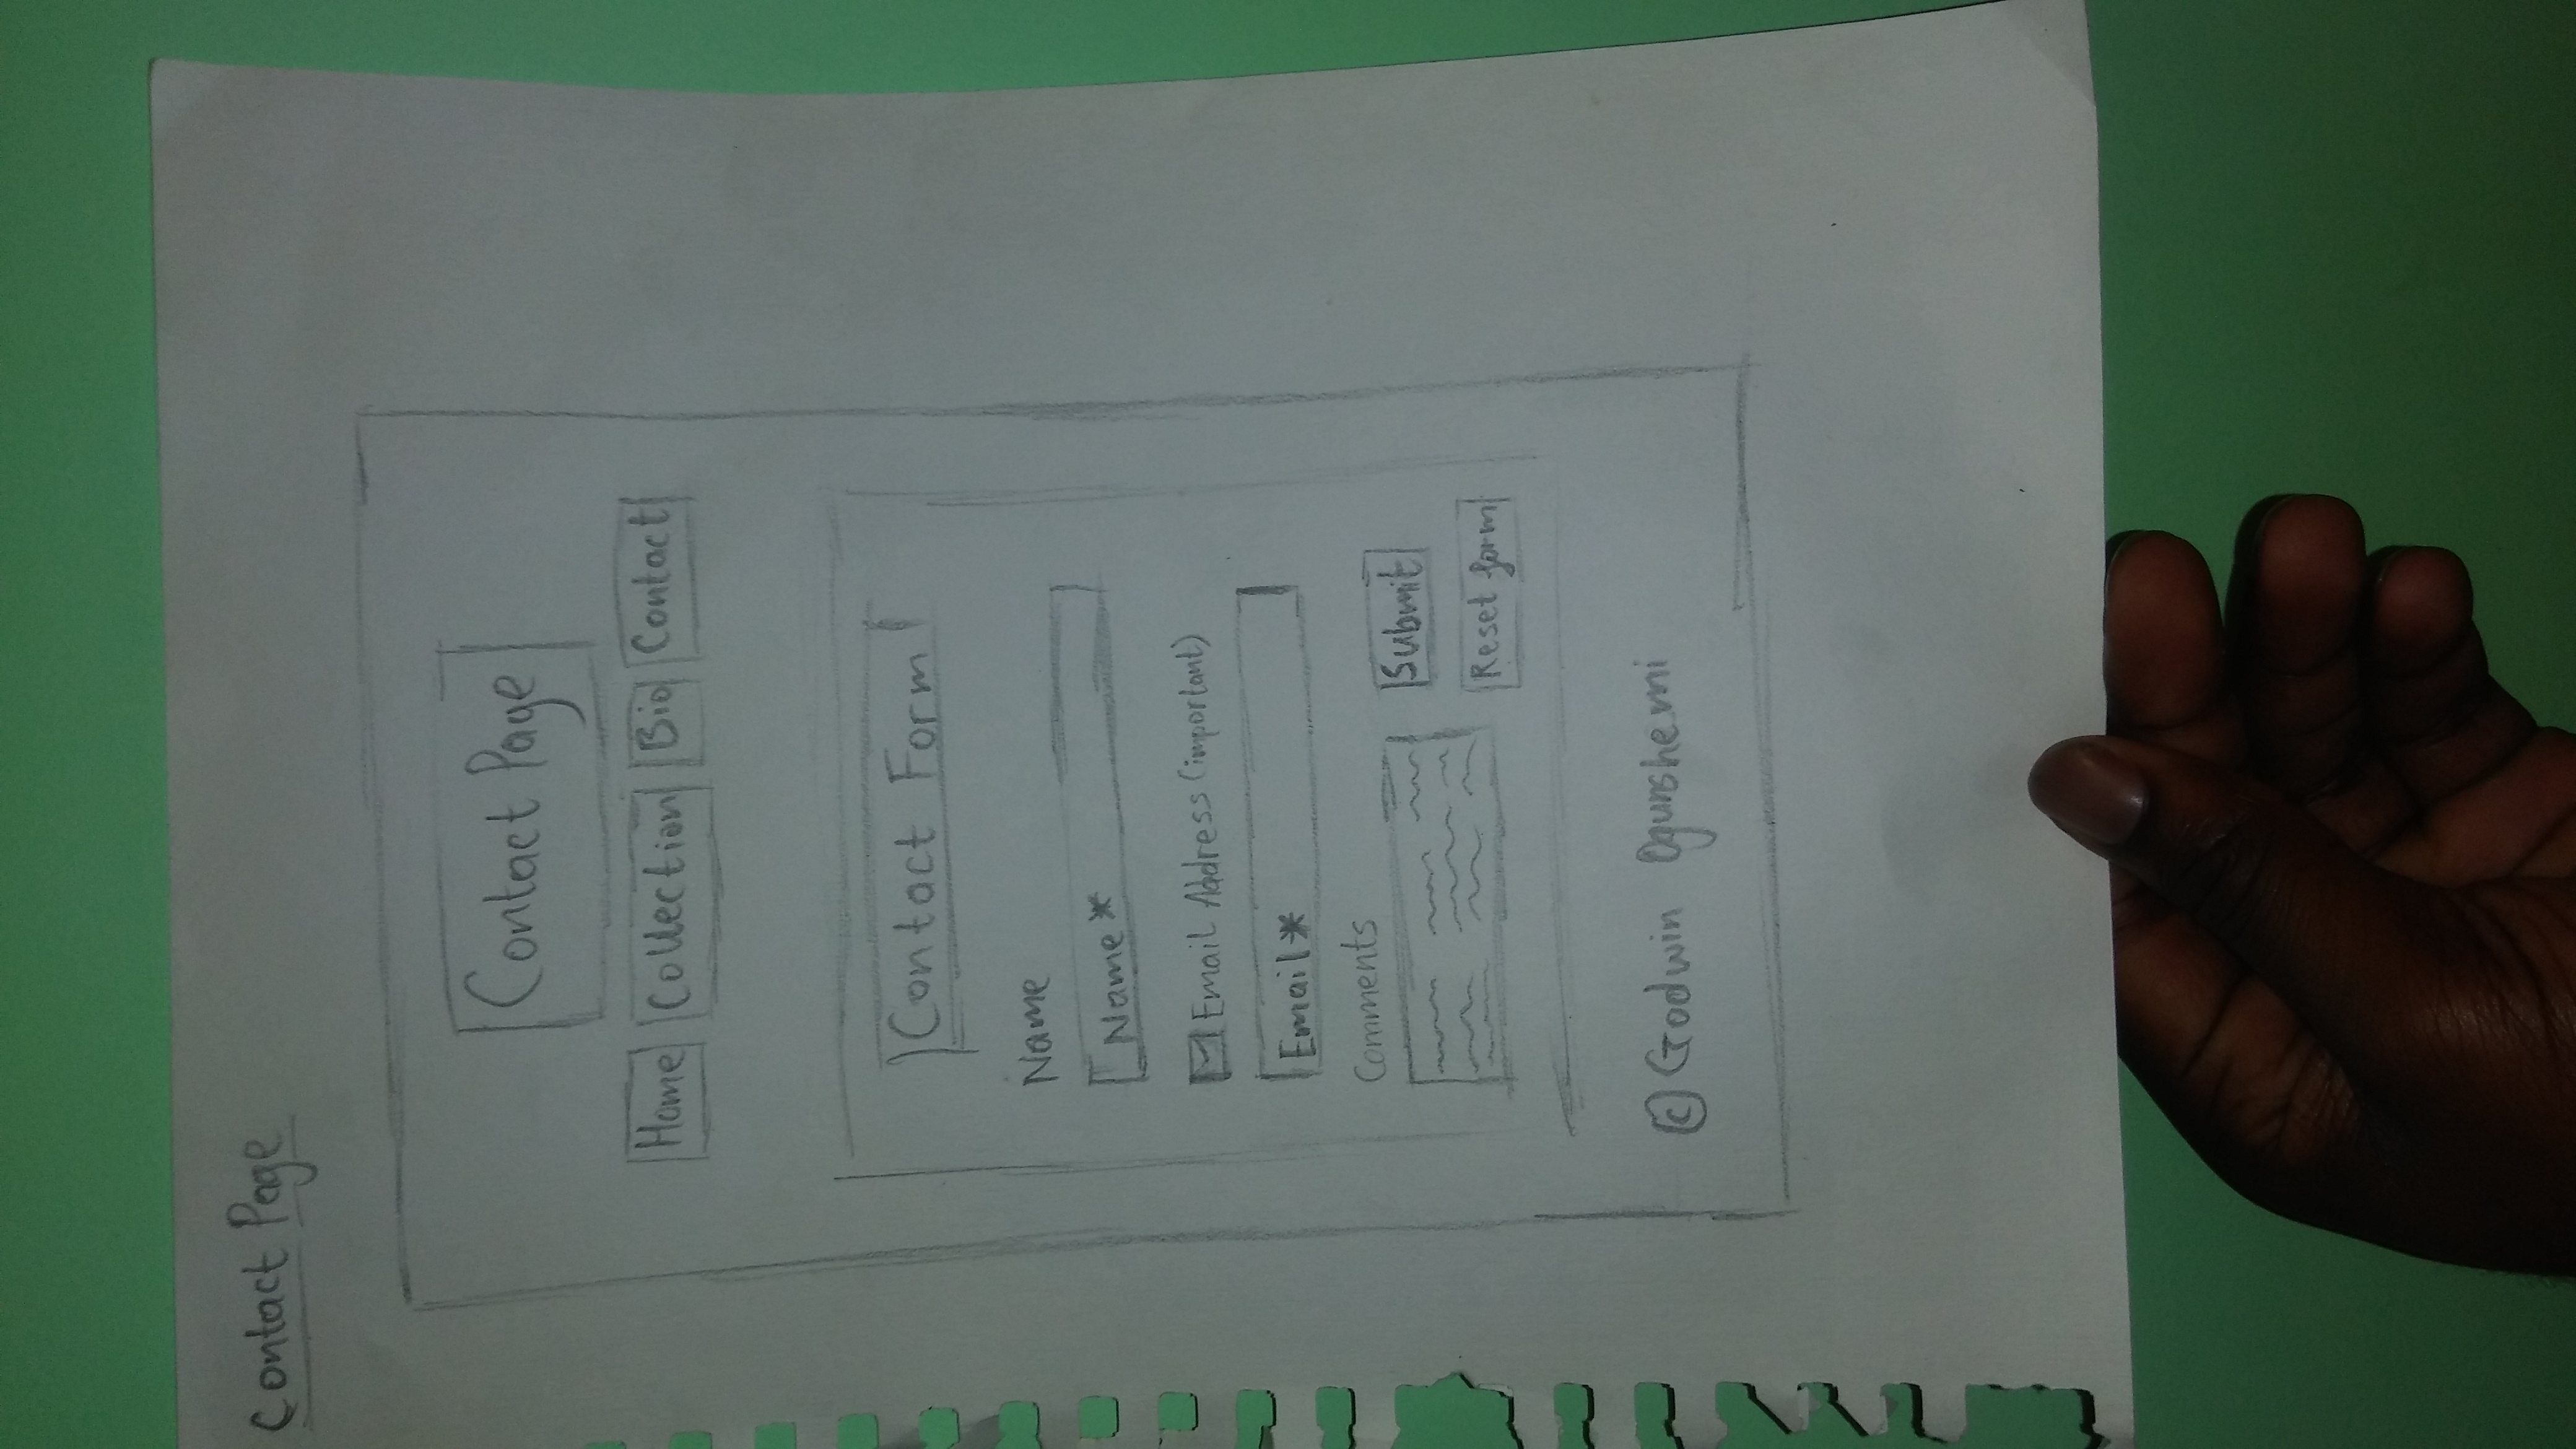 Contact Page
Contact Page
Home Collection Bio Contact
Contact Form
Name
Name*
Email Address (important)
Email*
Comments
Submit
Reset form
© Godwin Ogunshemi